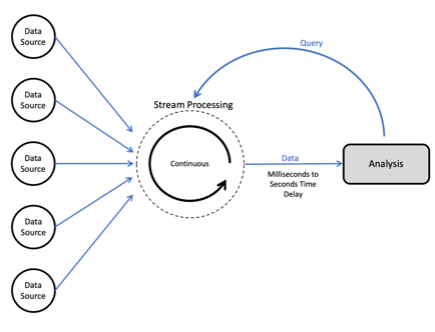 Data
Source
Data
Source
Data
Source
Data
Source
Data
Source
Stream Processing
Continuous
Query
Data
Milliseconds to
Seconds Time
Delay
Analysis